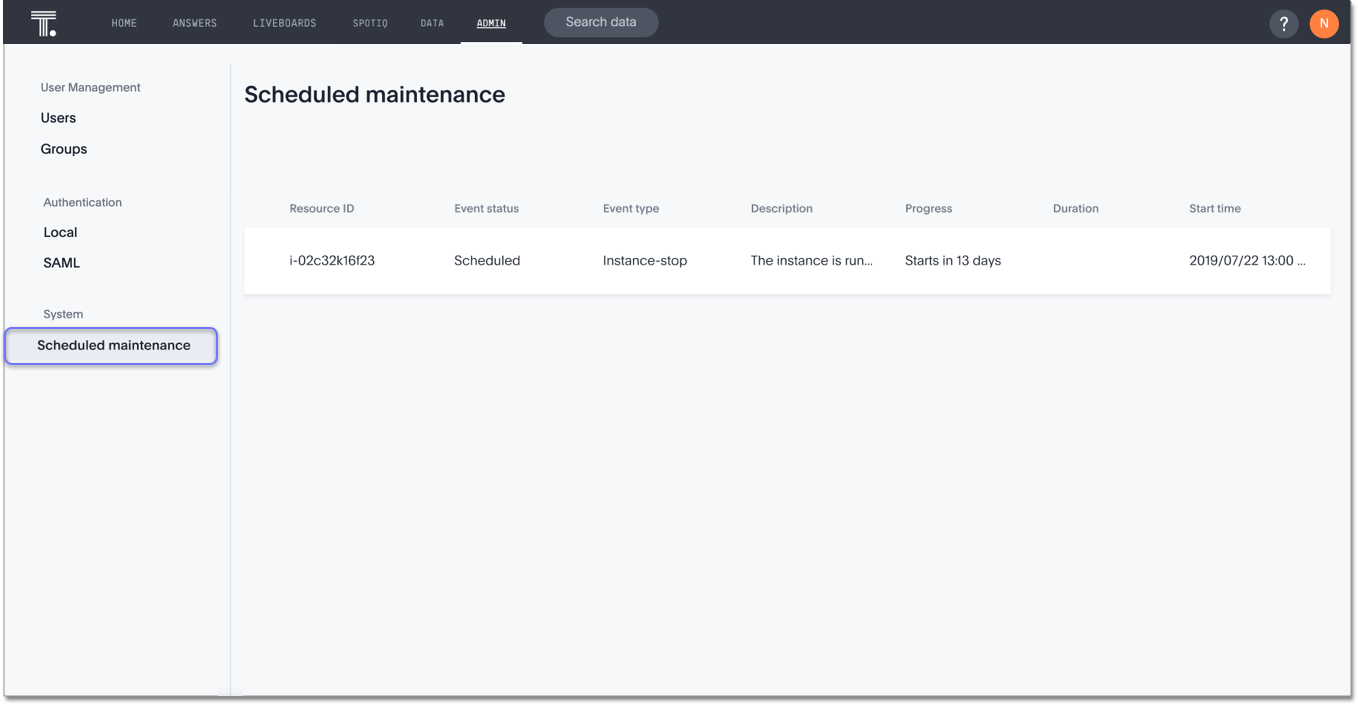 T. HOME ANSWERS LIVEBOARDS SPOTIQ DATA ADMIN Search data ? N
User Management
Users
Groups
Authentication
Local
SAML
System
Scheduled maintenance
Scheduled maintenance
Resource ID Event status Event type Description Progress Duration Start time
i-02c32k16f23 Scheduled Instance-stop The instance is run... Starts in 13 days 2019/07/22 13:00 ...